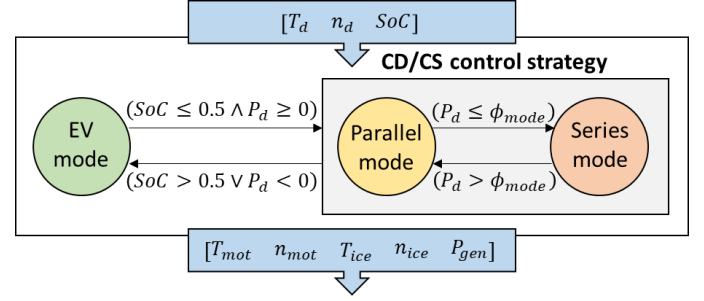 [T_d n_d SoC]
CD/CS control strategy
(SoC ≤ 0.5 ∧ P_d ≥ 0)
(P_d ≤ ϕ_mode)
EV
mode
Parallel
mode
Series
mode
(SoC > 0.5 ∨ P_d < 0)
(P_d > ϕ_mode)
[T_mot n_mot T_ice n_ice P_gen]